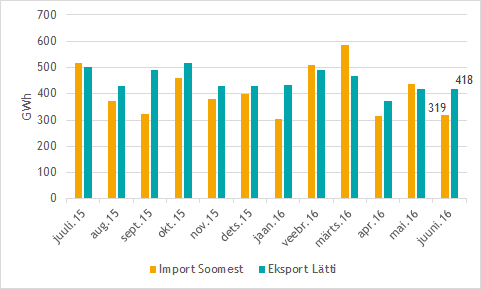 700
600
500
400
300
200
100
0
GWh
319
418
juuli.15
aug.15
sept.15
okt.15
nov.15
dets.15
jaan.16
veebr.16
märts.16
apr.16
mai.16
juuni.16
Import Soomest
Eksport Lätti